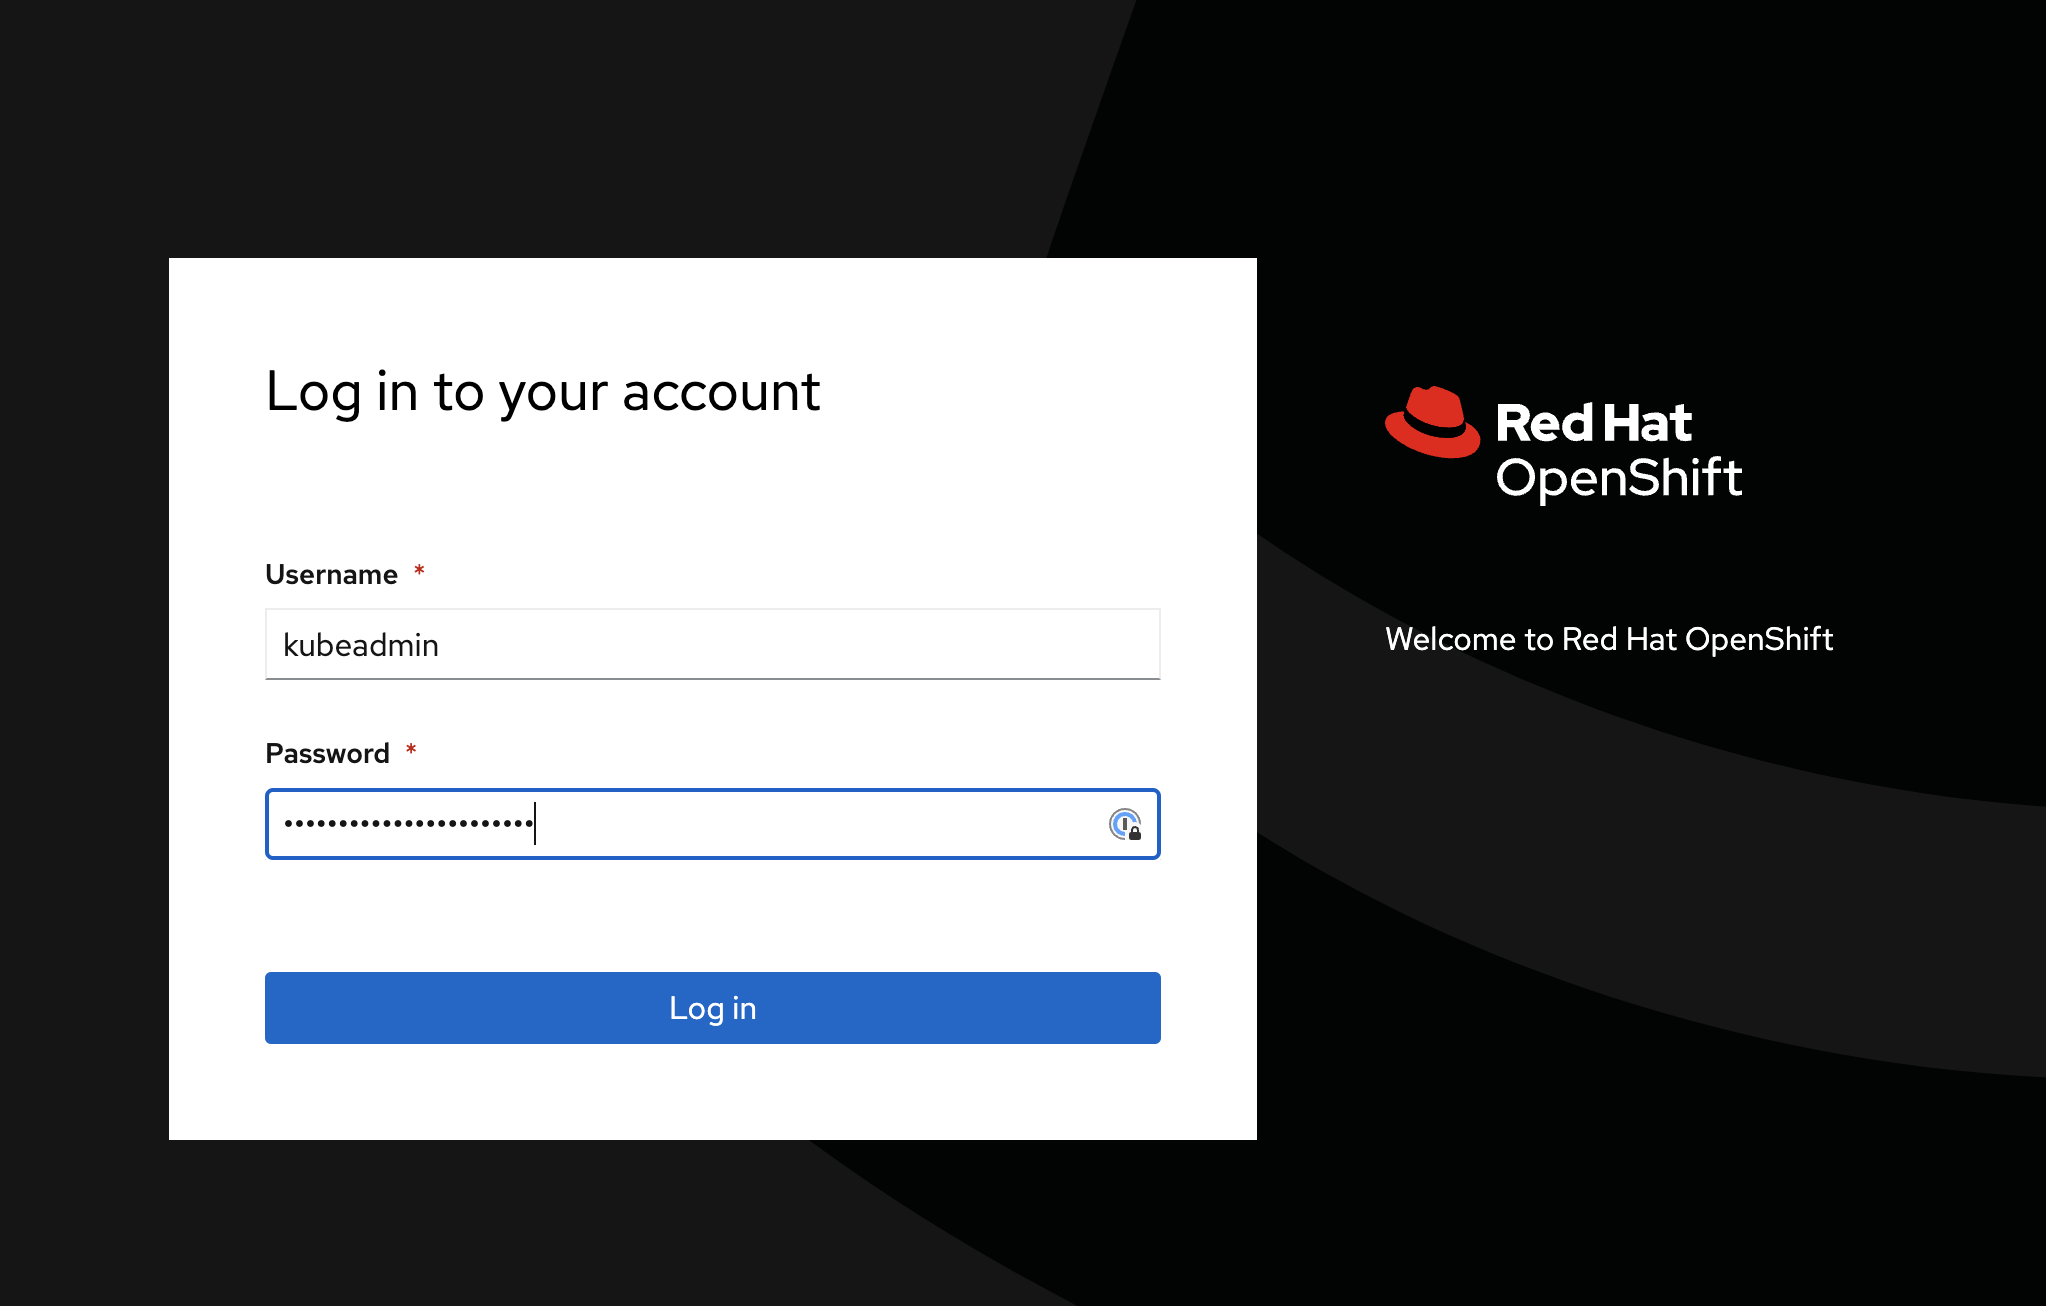 Log in to your account
Username *
kubeadmin
Password *
•••••••••••••••••••••••
Log in
Red Hat
OpenShift
Welcome to Red Hat OpenShift